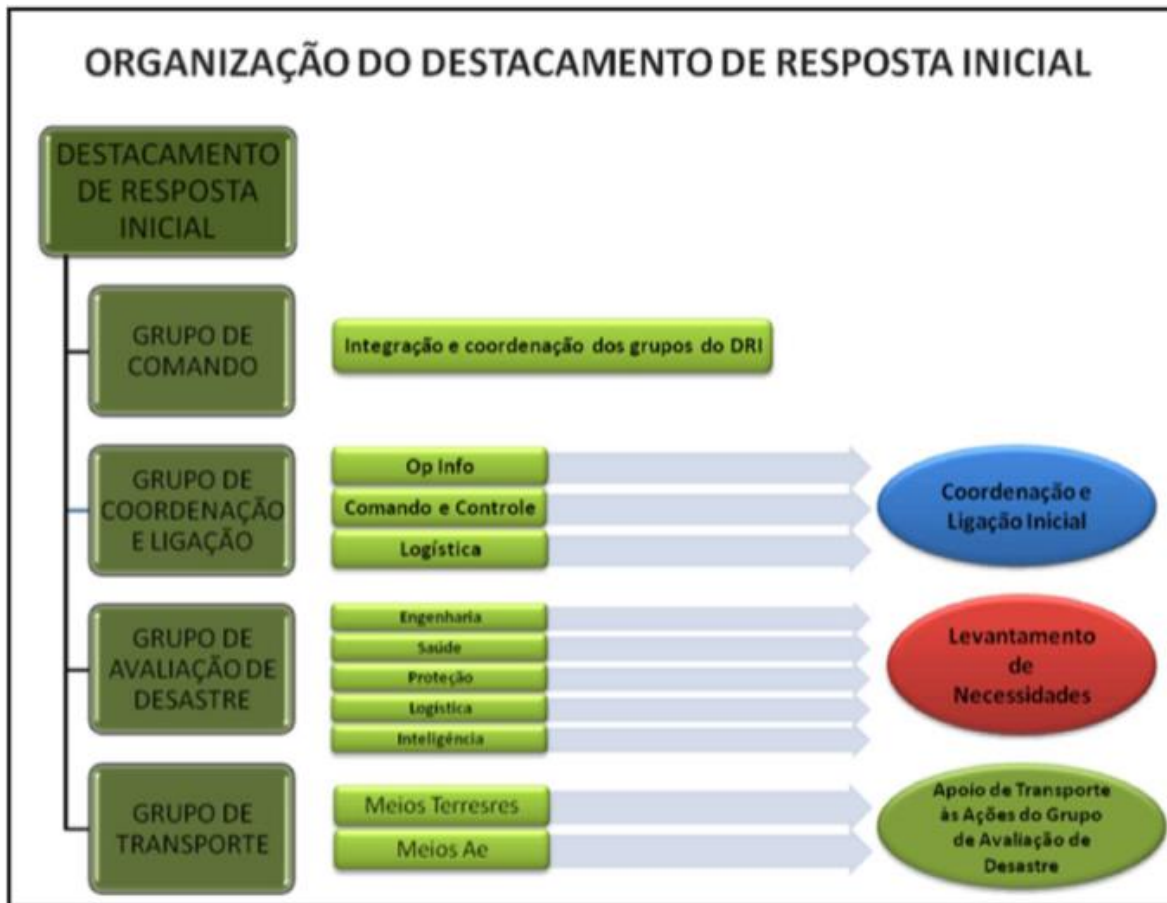 ORGANIZAÇÃO DO DESTACAMENTO DE RESPOSTA INICIAL
DESTACAMENTO
DE RESPOSTA
INICIAL
GRUPO DE
COMANDO
Integração e coordenação dos grupos do DRI
GRUPO DE
COORDENAÇÃO
E LIGAÇÃO
Op Info
Comando e Controle
Logística
Coordenação e
Ligação Inicial
GRUPO DE
AVALIAÇÃO DE
DESASTRE
Engenharia
Saúde
Proteção
Logística
Inteligência
Levantamento
de
Necessidades
GRUPO DE
TRANSPORTE
Meios Terresres
Meios Ae
Apoio de Transporte
às Ações do Grupo
de Avaliação de
Desastre